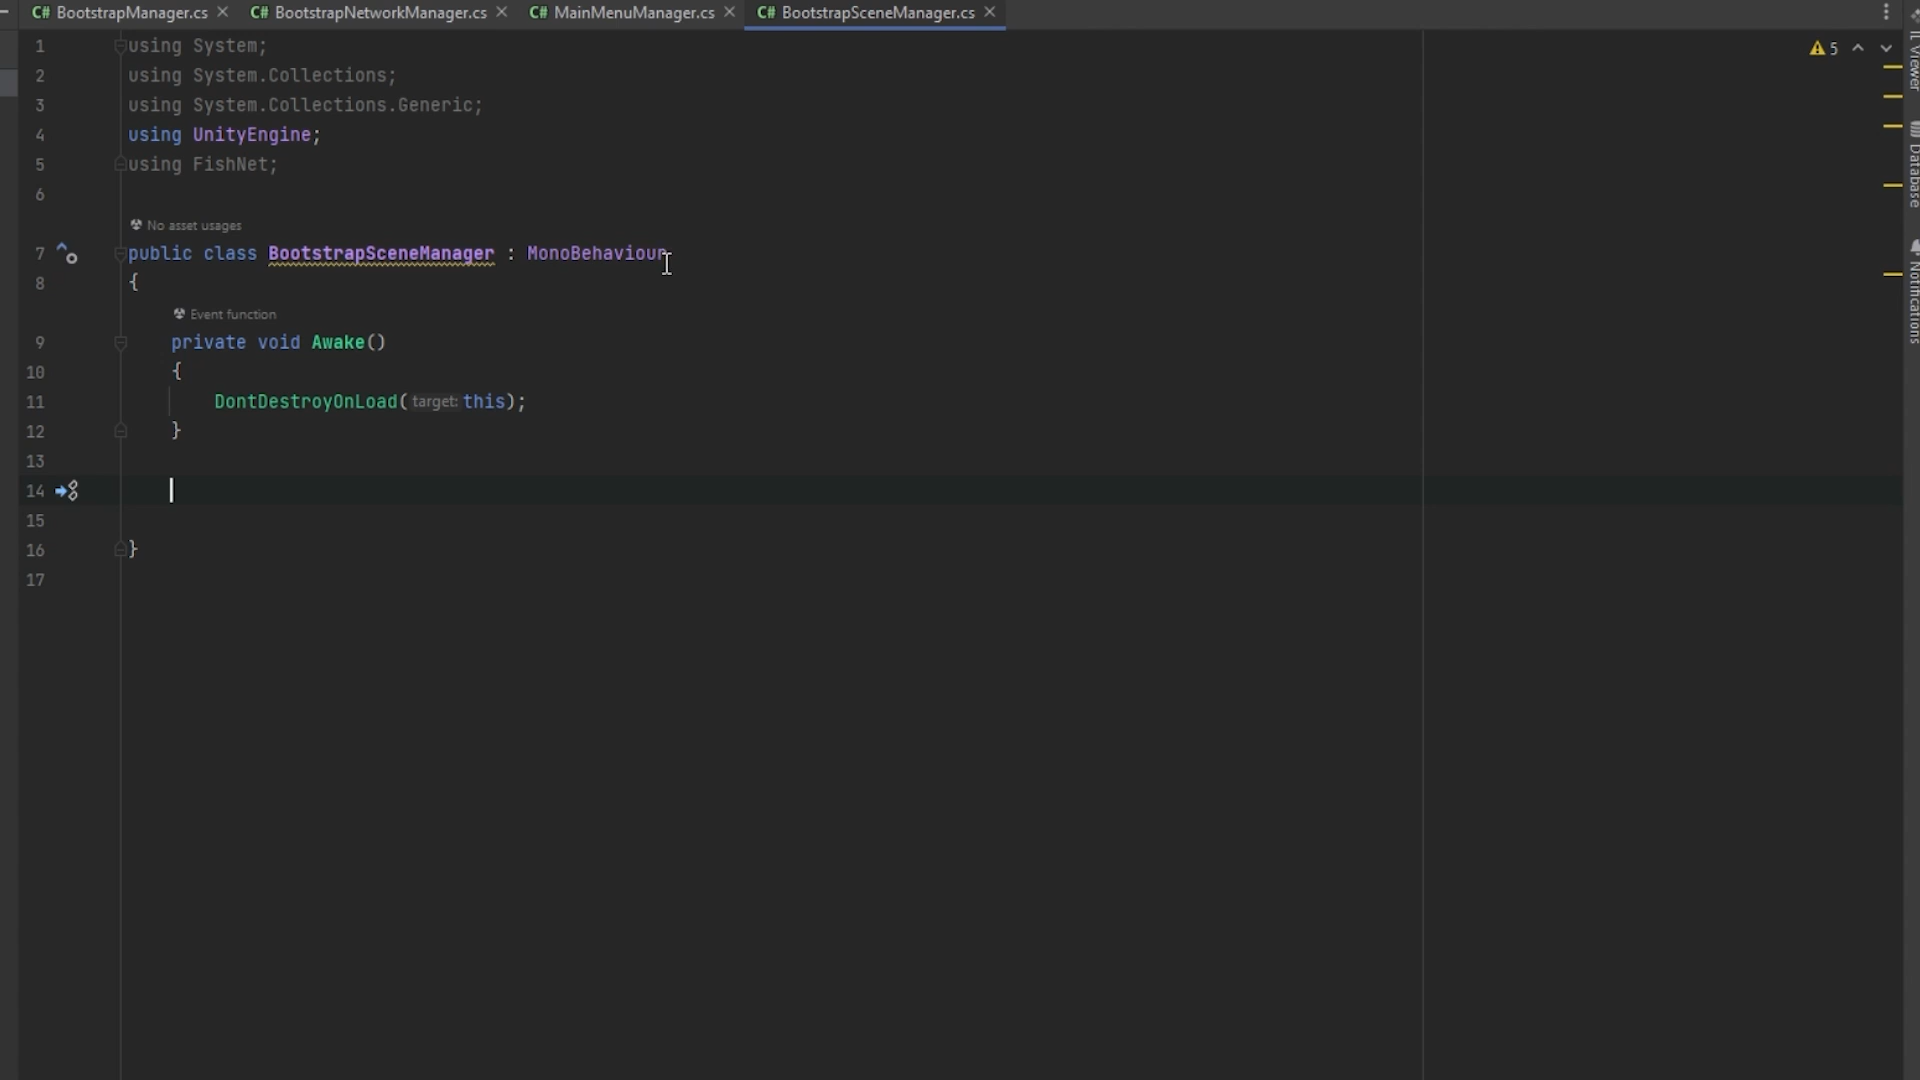 C# BootstrapManager.cs C# BootstrapNetworkManager.cs C# MainMenuManager.cs C# BootstrapSceneManager.cs
1 using System;
2 using System.Collections;
3 using System.Collections.Generic;
4 using UnityEngine;
5 using FishNet;
6
No asset usages
7 public class BootstrapSceneManager : MonoBehaviour
8 {
Event function
9 private void Awake()
10 {
11 DontDestroyOnLoad(target: this);
12 }
13
14
15
16 }
17
5
IL Viewer
Database
Notifications